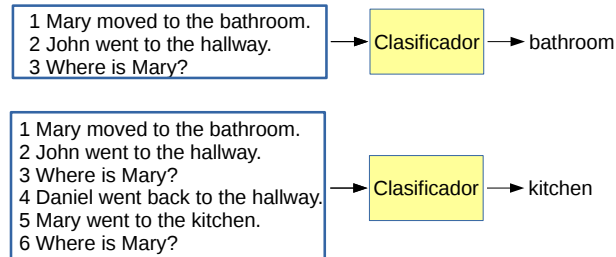 1 Mary moved to the bathroom.
2 John went to the hallway.
3 Where is Mary?
Clasificador
bathroom
1 Mary moved to the bathroom.
2 John went to the hallway.
3 Where is Mary?
4 Daniel went back to the hallway.
5 Mary went to the kitchen.
6 Where is Mary?
Clasificador
kitchen